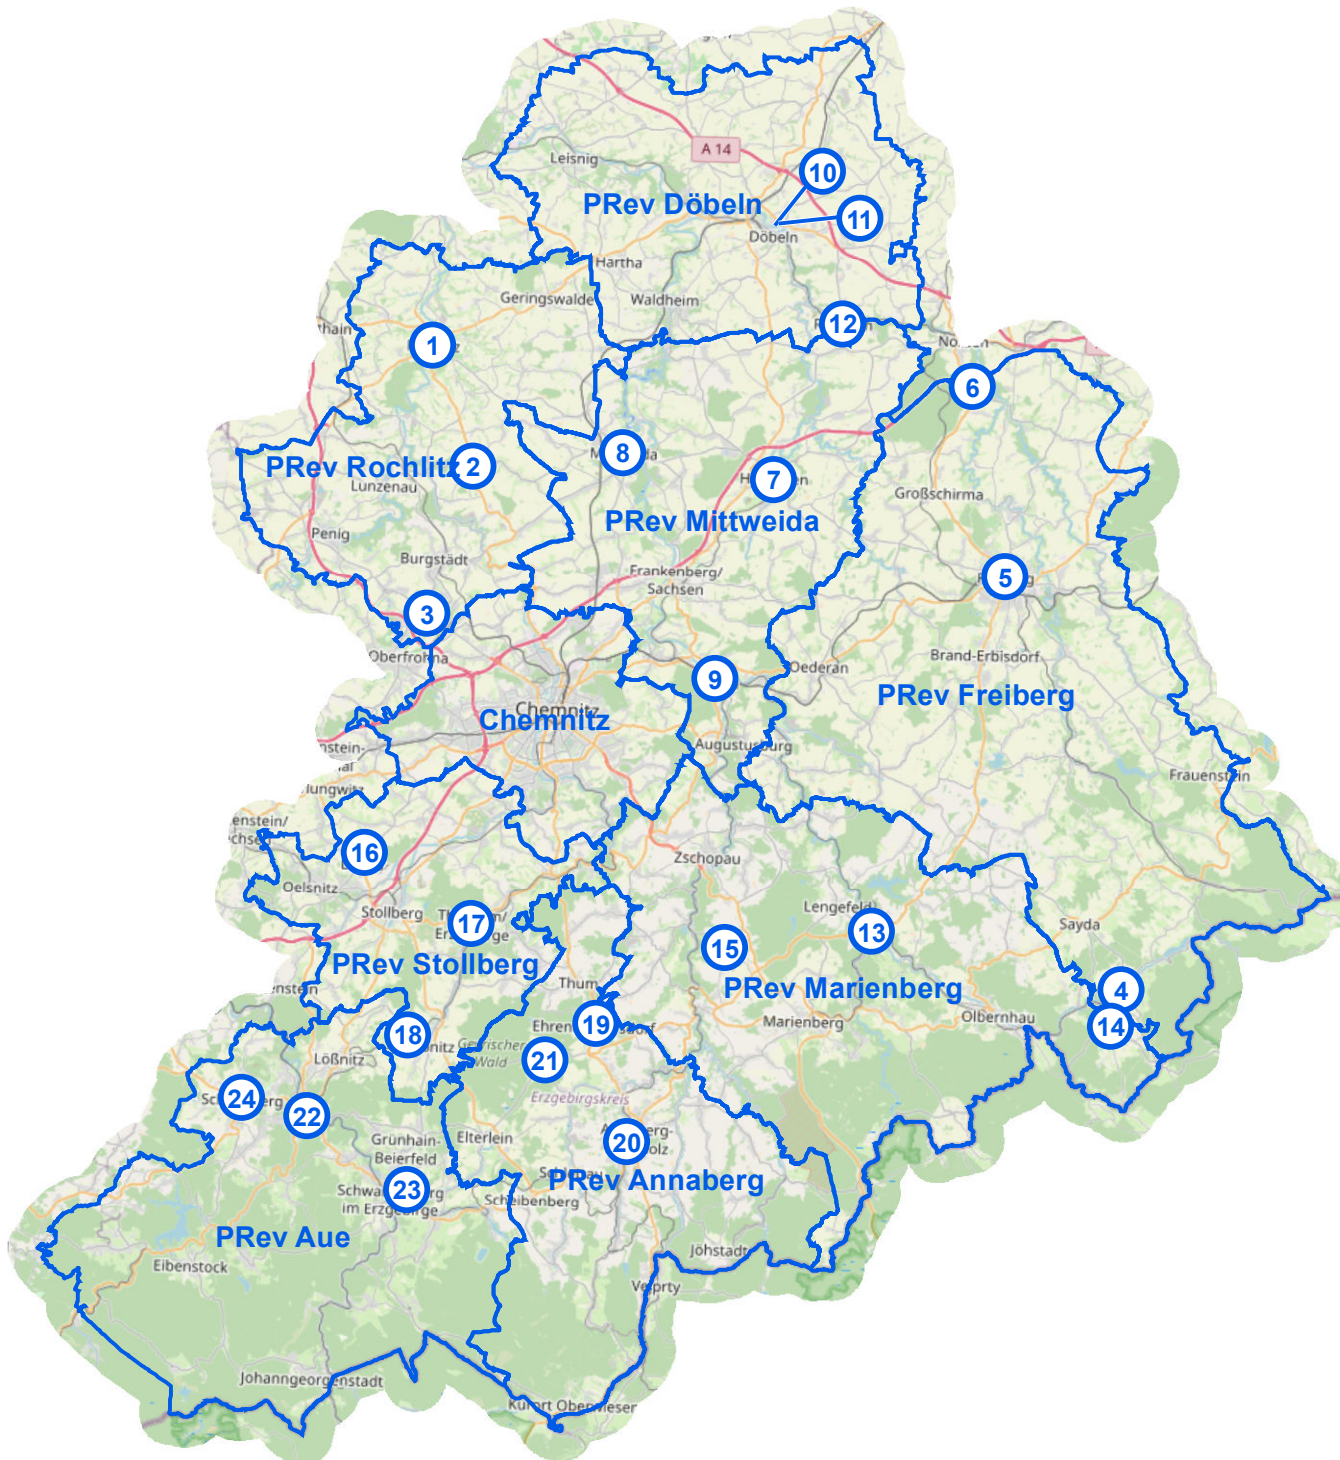 A 14
Leisnig
10
PRev Döbeln
11
Döbeln
Hartha
Geringswalde
Waldheim
12
1
6
8
PRev Rochlitz
2
7
Lunzenau
Großschirma
PRev Mittweida
Penig
Burgstädt
Frankenberg/
Sachsen
5
3
Oberfrohna
Brand-Erbisdorf
Oederan
9
PRev Freiberg
Chemnitz
Chemnitz
Augustusburg
Frauenstein
16
Zschopau
Oelsnitz
Lengefeld
Stollberg
17
13
Sayda
15
PRev Stollberg
Thum
PRev Marienberg
4
Olbernhau
14
Marienberg
18
19
Lößnitz
21
Wald
24
22
Erzgebirgskreis
Grünhain-
Beierfeld
Elterlein
20
PRev Annaberg
23
Scheibenberg
im Erzgebirge
PRev Aue
Jöhstadt
Eibenstock
Johanngeorgenstadt